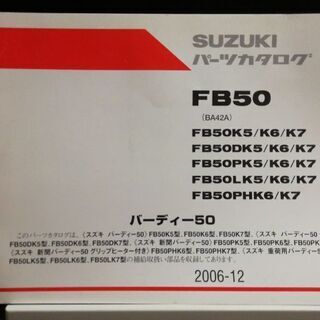 SUZUKI
パーツカタログ
FB50
(BA42A)
FB50K5/K6/K7
FB50DK5/K6/K7
FB50PK5/K6/K7
FB50LK5/K6/K7
FB50PHK6/K7
バーディー50
このパーツカタログは、〈スズキ バーディー50〉FB50K5型, FB50K6型, FB50K7型、〈スズキ バーディー50
FB50DK5型, FB50DK6型, FB50DK7型、〈スズキ 新聞バーディー50〉FB50PK5型, FB50PK6型, FB50PK
〈スズキ 新聞バーディー50 グリップヒーター付き〉FB50PHK6型, FB50PHK7型、〈スズキ 重荷用バーディー50
FB50LK5型, FB50LK6型, FB50LK7型の補給取扱い部品を収録してあります。
2006-12